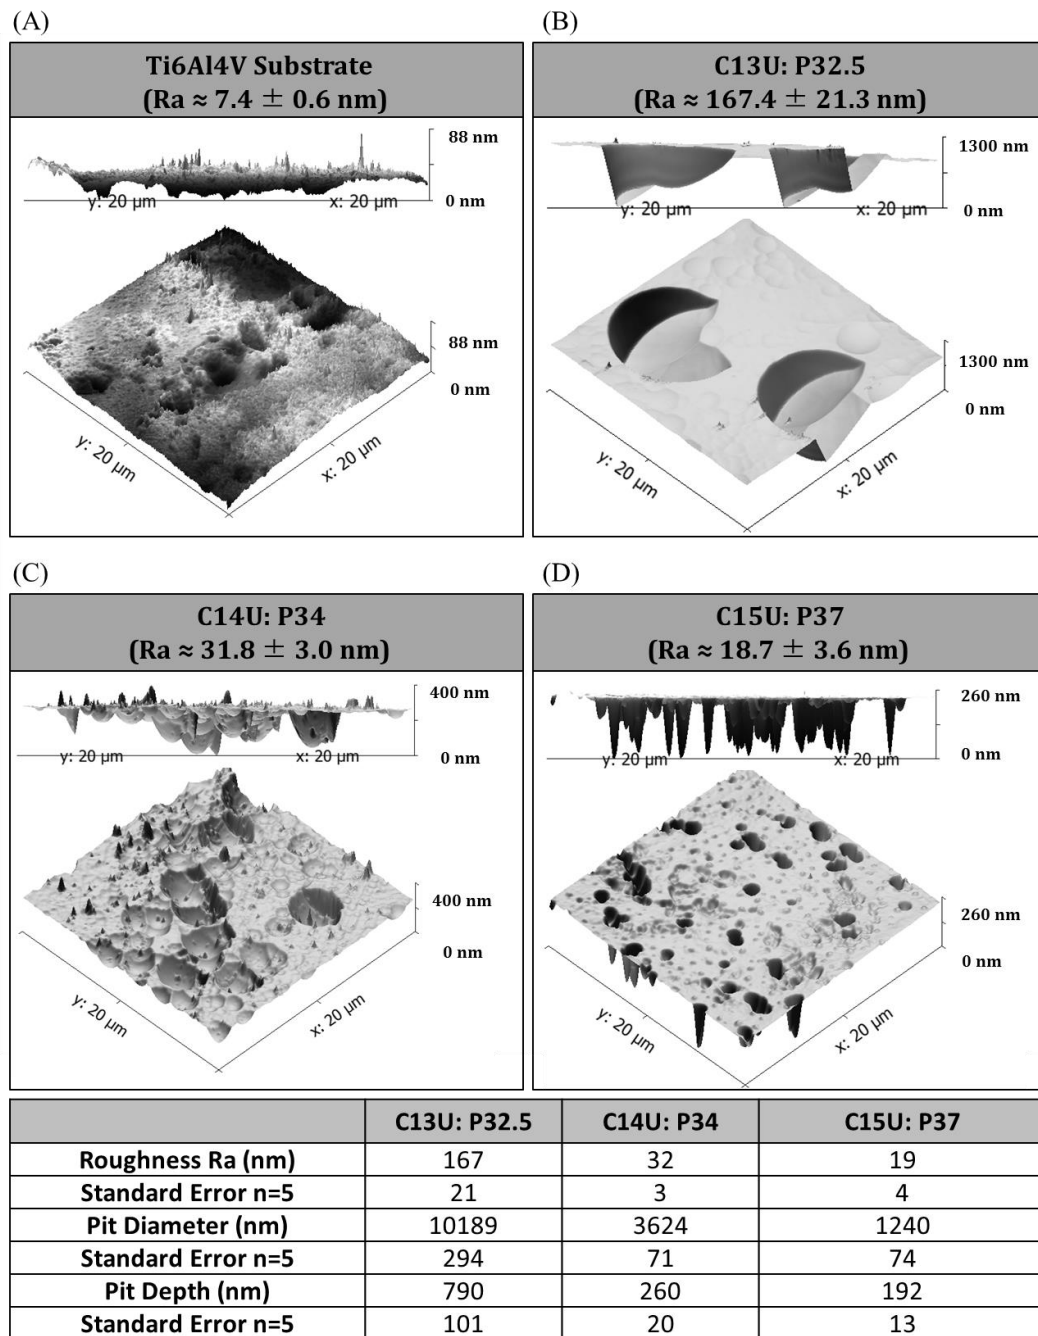 (A)
Ti6Al4V Substrate
(Ra ≈ 7.4 ± 0.6 nm)
88 nm
0 nm
y: 20 µm
x: 20 µm
88 nm
0 nm
y: 20 µm
x: 20 µm
(B)
C13U: P32.5
(Ra ≈ 167.4 ± 21.3 nm)
1300 nm
0 nm
y: 20 µm
x: 20 µm
1300 nm
0 nm
y: 20 µm
x: 20 µm
(C)
C14U: P34
(Ra ≈ 31.8 ± 3.0 nm)
400 nm
0 nm
y: 20 µm
x: 20 µm
400 nm
0 nm
y: 20 µm
x: 20 µm
(D)
C15U: P37
(Ra ≈ 18.7 ± 3.6 nm)
260 nm
0 nm
y: 20 µm
x: 20 µm
260 nm
0 nm
y: 20 µm
x: 20 µm
C13U: P32.5 C14U: P34 C15U: P37
Roughness Ra (nm) 167 32 19
Standard Error n=5 21 3 4
Pit Diameter (nm) 10189 3624 1240
Standard Error n=5 294 71 74
Pit Depth (nm) 790 260 192
Standard Error n=5 101 20 13